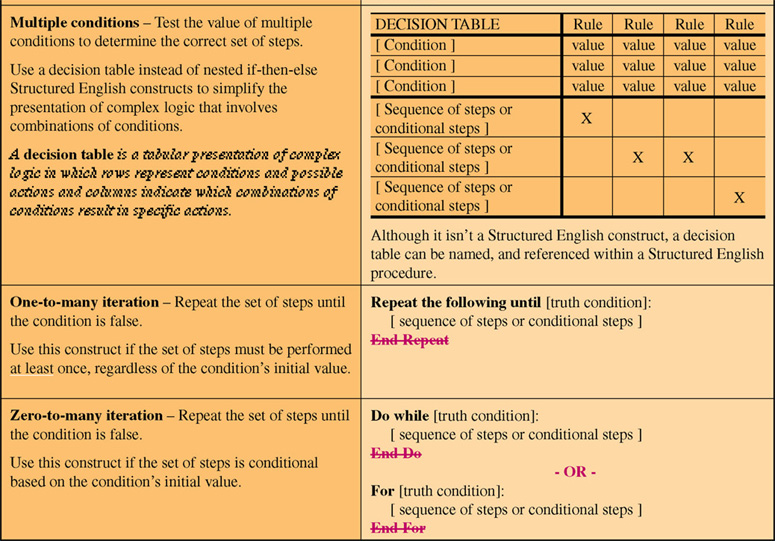 Multiple conditions – Test the value of multiple
conditions to determine the correct set of steps.
Use a decision table instead of nested if-then-else
Structured English constructs to simplify the
presentation of complex logic that involves
combinations of conditions.
A decision table is a tabular presentation of complex
logic in which rows represent conditions and possible
actions and columns indicate which combinations of
conditions result in specific actions.
DECISION TABLE Rule Rule Rule Rule
[ Condition ] value value value value
[ Condition ] value value value value
[ Condition ] value value value value
[ Sequence of steps or
conditional steps ] X
[ Sequence of steps or
conditional steps ] X X
[ Sequence of steps or
conditional steps ] X
Although it isn't a Structured English construct, a decision
table can be named, and referenced within a Structured English
procedure.
One-to-many iteration – Repeat the set of steps until
the condition is false.
Use this construct if the set of steps must be performed
at least once, regardless of the condition's initial value.
Repeat the following until [truth condition]:
[ sequence of steps or conditional steps ]
End Repeat
Zero-to-many iteration – Repeat the set of steps until
the condition is false.
Use this construct if the set of steps is conditional
based on the condition's initial value.
Do while [truth condition]:
[ sequence of steps or conditional steps ]
End Do
- OR -
For [truth condition]:
[ sequence of steps or conditional steps ]
End For